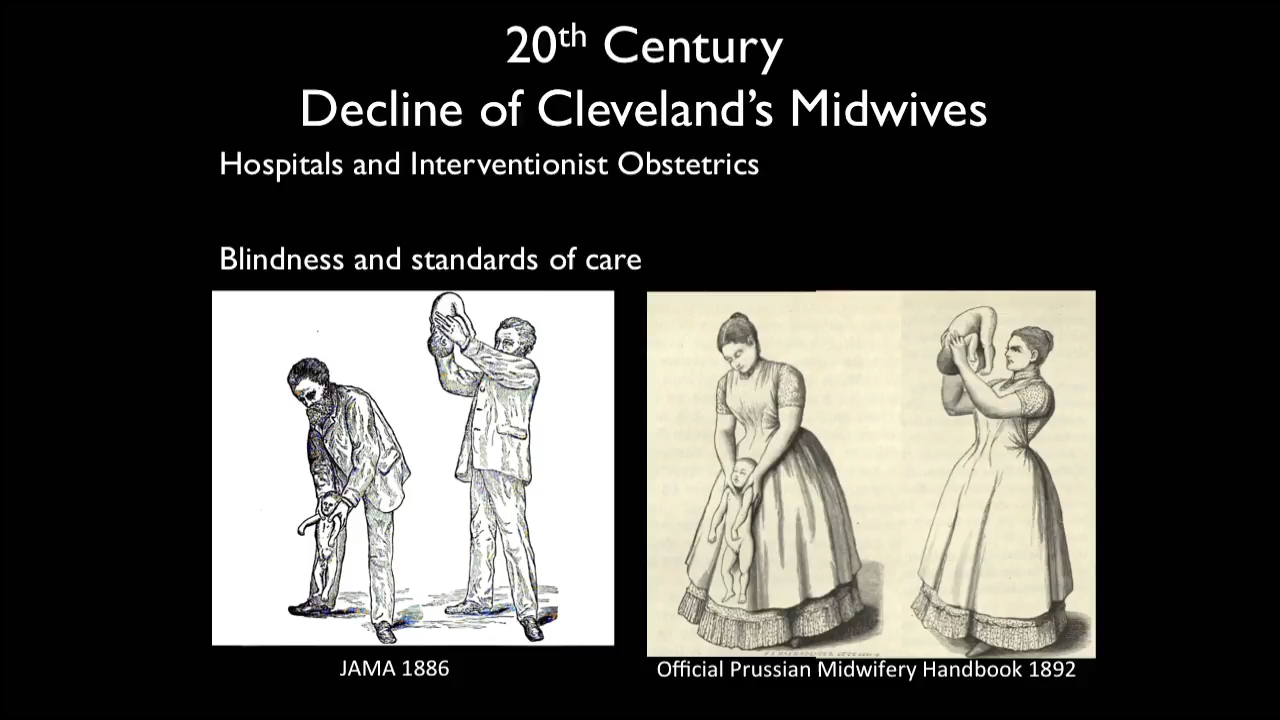 20th Century
Decline of Cleveland's Midwives
Hospitals and Interventionist Obstetrics
Blindness and standards of care
JAMA 1886
Official Prussian Midwifery Handbook 1892